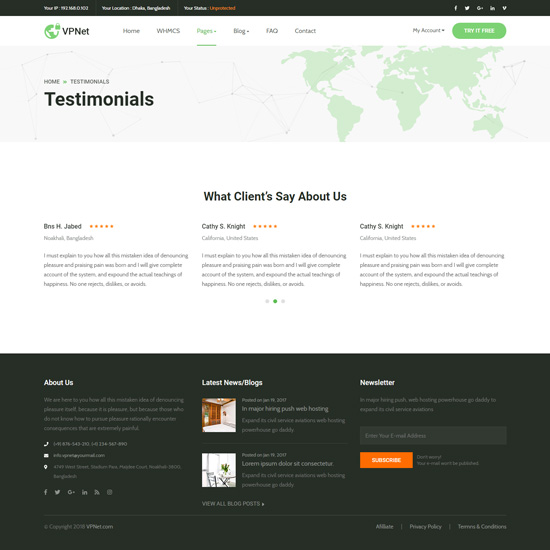 Your IP : 192.168.0.102
Your Location : Dhaka, Bangladesh
Your Status : Unprotected
VPNet
Home
WHMCS
Pages
Blog
FAQ
Contact
My Account
TRY IT FREE
HOME
TESTIMONIALS
Testimonials
What Client's Say About Us
Bns H. Jabed
Noakhali, Bangladesh
I must explain to you how all this mistaken idea of denouncing
pleasure and praising pain was born and I will give complete
account of the system, and expound the actual teachings of
happiness. No one rejects, dislikes, or avoids.
Cathy S. Knight
California, United States
I must explain to you how all this mistaken idea of denouncing
pleasure and praising pain was born and I will give complete
account of the system, and expound the actual teachings of
happiness. No one rejects, dislikes, or avoids.
Cathy S. Knight
California, United States
I must explain to you how all this mistaken idea of denouncing
pleasure and praising pain was born and I will give complete
account of the system, and expound the actual teachings of
happiness. No one rejects, dislikes, or avoids.
About Us
We are here to you how all this mistaken idea of denouncing
pleasure itself, because it is pleasure, but because those who
do not know how to pursue pleasure rationally encounter
consequences that are extremely painful.
(+1) 876-543-210, (+1) 234-567-890
info.vpnet@yourmail.com
4199 West Street, Stadium Para, Maijdee Court, Noakhali 3800,
Bangladesh
Latest News/Blogs
Posted on Jan 19, 2017
In major hiring push web hosting
Expand its civil service aviations web hosting
powerhouse go daddy
Posted on Jan 19, 2017
Lorem ipsum dolor sit consectetur.
Expand its civil service aviations web hosting
powerhouse go daddy
VIEW ALL BLOG POSTS
Newsletter
In major hiring push, web hosting powerhouse go daddy to
expand its civil service aviations
Enter Your E-mail Address
SUBSCRIBE
Don't worry!
Your e-mail won't be published.
© Copyright 2018 VPNet.com.
Affiliate
|
Privacy Policy
|
Terms & Conditions